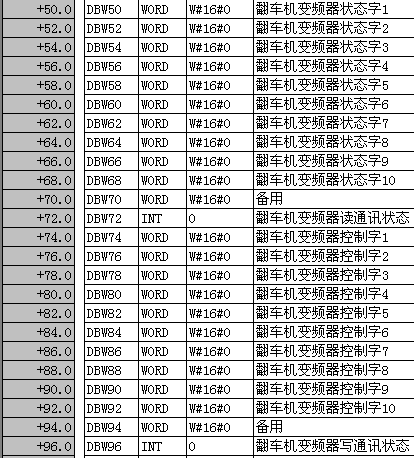 +50.0 DBW50 WORD W#16#0 翻车机变频器状态字1
+52.0 DBW52 WORD W#16#0 翻车机变频器状态字2
+54.0 DBW54 WORD W#16#0 翻车机变频器状态字3
+56.0 DBW56 WORD W#16#0 翻车机变频器状态字4
+58.0 DBW58 WORD W#16#0 翻车机变频器状态字5
+60.0 DBW60 WORD W#16#0 翻车机变频器状态字6
+62.0 DBW62 WORD W#16#0 翻车机变频器状态字7
+64.0 DBW64 WORD W#16#0 翻车机变频器状态字8
+66.0 DBW66 WORD W#16#0 翻车机变频器状态字9
+68.0 DBW68 WORD W#16#0 翻车机变频器状态字10
+70.0 DBW70 WORD W#16#0 备用
+72.0 DBW72 INT 0 翻车机变频器读通讯状态
+74.0 DBW74 WORD W#16#0 翻车机变频器控制字1
+76.0 DBW76 WORD W#16#0 翻车机变频器控制字2
+78.0 DBW78 WORD W#16#0 翻车机变频器控制字3
+80.0 DBW80 WORD W#16#0 翻车机变频器控制字4
+82.0 DBW82 WORD W#16#0 翻车机变频器控制字5
+84.0 DBW84 WORD W#16#0 翻车机变频器控制字6
+86.0 DBW86 WORD W#16#0 翻车机变频器控制字7
+88.0 DBW88 WORD W#16#0 翻车机变频器控制字8
+90.0 DBW90 WORD W#16#0 翻车机变频器控制字9
+92.0 DBW92 WORD W#16#0 翻车机变频器控制字10
+94.0 DBW94 WORD W#16#0 备用
+96.0 DBW96 INT 0 翻车机变频器写通讯状态